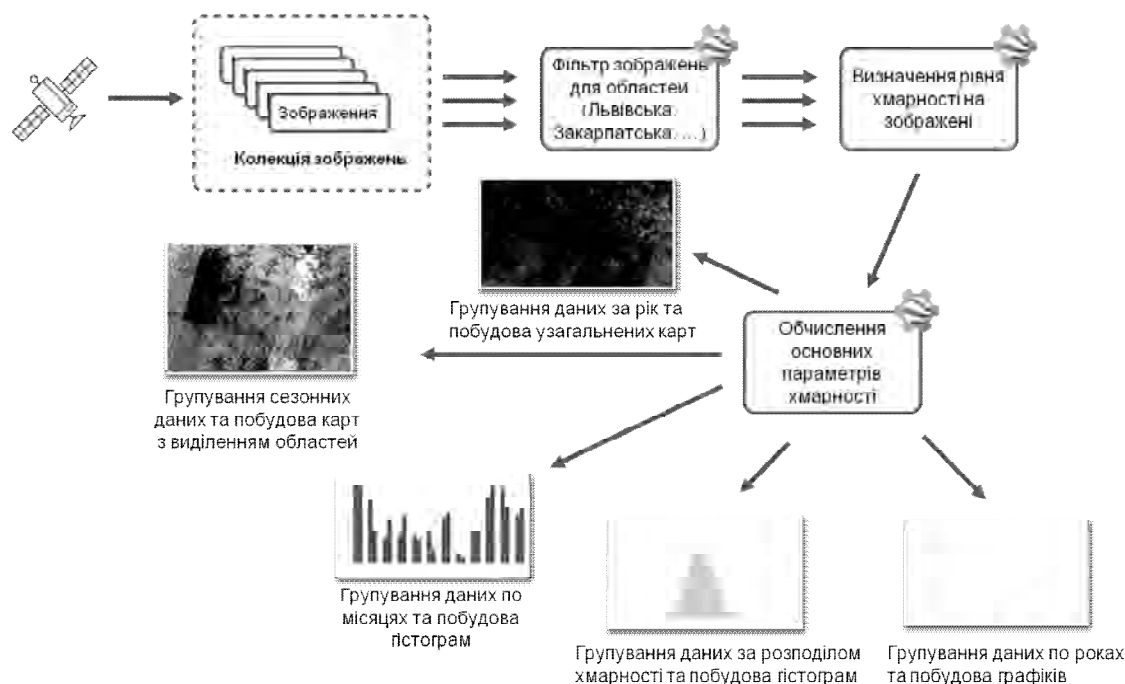 Зображення
Колекція зображень
Фільтр зображень
для областей
(Львівська,
Закарпатська, ...)
Визначення рівня
хмарності на
зображені
Групування даних за рік та
побудова узагальнених карт
Обчислення
основних
параметрів
хмарності
Групування сезонних
даних та побудова карт
з виділенням областей
Групування даних по
місяцях та побудова
гістограм
Групування даних за розподілом
хмарності та побудова гістограм
Групування даних по роках
та побудова графіків